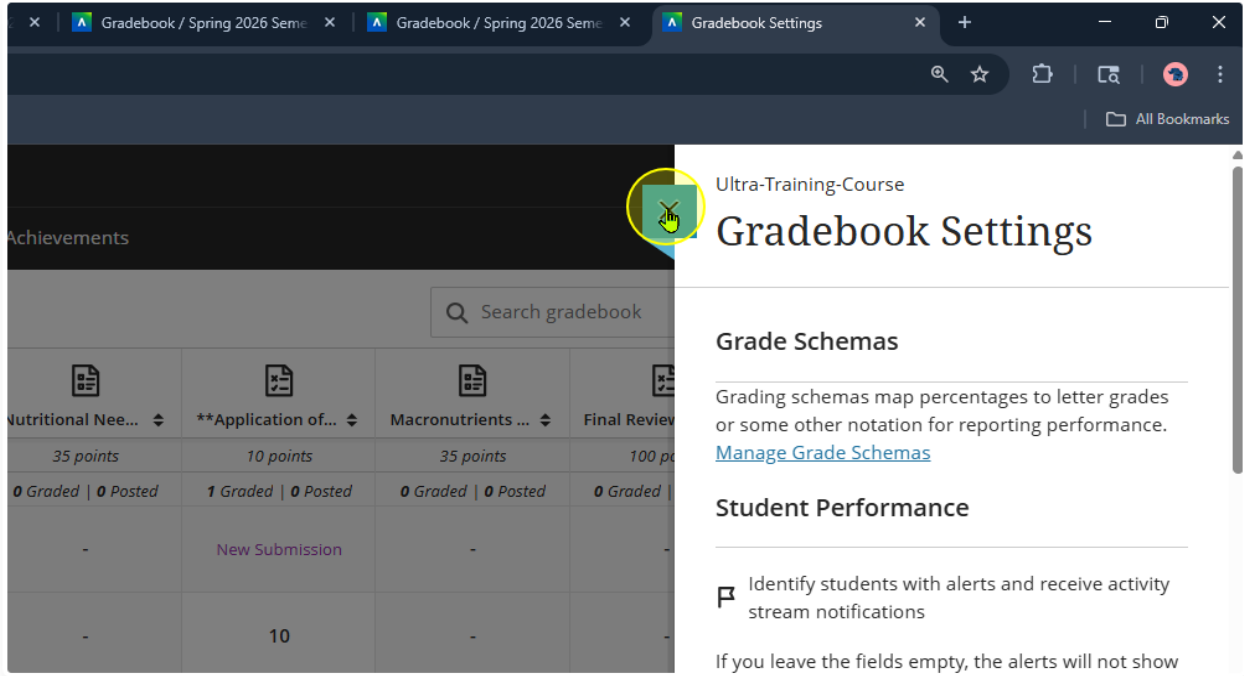 Gradebook / Spring 2026 Seme
Gradebook / Spring 2026 Seme
Gradebook Settings
All Bookmarks
Achievements
Search gradebook
Nutritional Nee...
**Application of...
Macronutrients ...
Final Review
35 points
10 points
35 points
100 po
0 Graded | 0 Posted
1 Graded | 0 Posted
0 Graded | 0 Posted
0 Graded |
-
New Submission
-
-
-
10
-
-
Ultra-Training-Course
Gradebook Settings
Grade Schemas
Grading schemas map percentages to letter grades
or some other notation for reporting performance.
Manage Grade Schemas
Student Performance
Identify students with alerts and receive activity
stream notifications
If you leave the fields empty, the alerts will not show